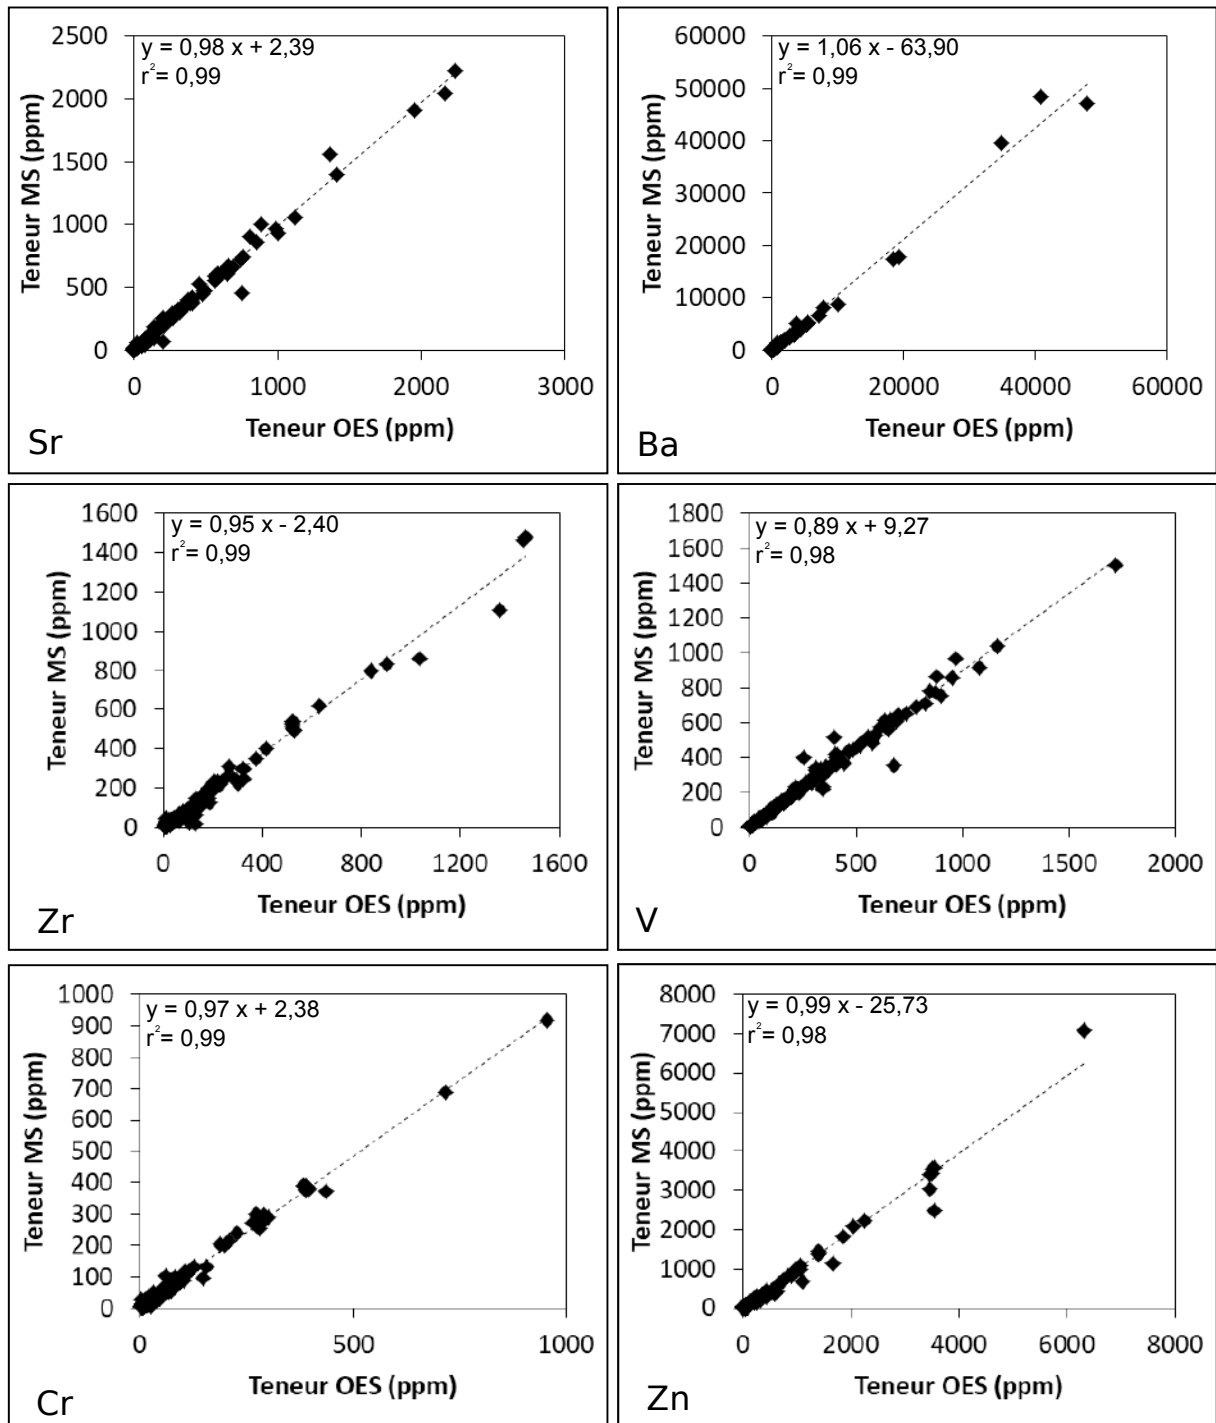 2500
2000
1500
1000
500
0
y = 0,98 x + 2,39
r²= 0,99
Teneur MS (ppm)
0 1000 2000 3000
Teneur OES (ppm)
Sr
60000
50000
40000
30000
20000
10000
0
y = 1,06 x - 63,90
r²= 0,99
Teneur MS (ppm)
0 20000 40000 60000
Teneur OES (ppm)
Ba
1600
1400
1200
1000
800
600
400
200
0
y = 0,95 x - 2,40
r²= 0,99
Teneur MS (ppm)
0 400 800 1200 1600
Teneur OES (ppm)
Zr
1800
1600
1400
1200
1000
800
600
400
200
0
y = 0,89 x + 9,27
r²= 0,98
Teneur MS (ppm)
0 500 1000 1500 2000
Teneur OES (ppm)
V
1000
900
800
700
600
500
400
300
200
100
0
y = 0,97 x + 2,38
r²= 0,99
Teneur MS (ppm)
0 500 1000
Teneur OES (ppm)
Cr
8000
7000
6000
5000
4000
3000
2000
1000
0
y = 0,99 x - 25,73
r²= 0,98
Teneur MS (ppm)
0 2000 4000 6000 8000
Teneur OES (ppm)
Zn